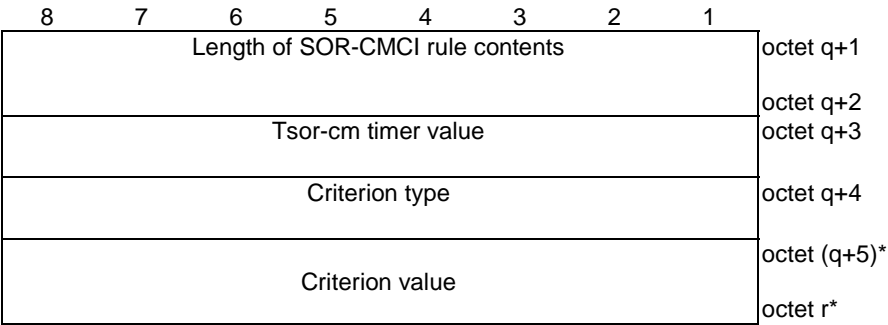 8 7 6 5 4 3 2 1
Length of SOR-CMCI rule contents octet q+1
octet q+2
Tsor-cm timer value octet q+3
Criterion type octet q+4
octet (q+5)*
Criterion value
octet r*